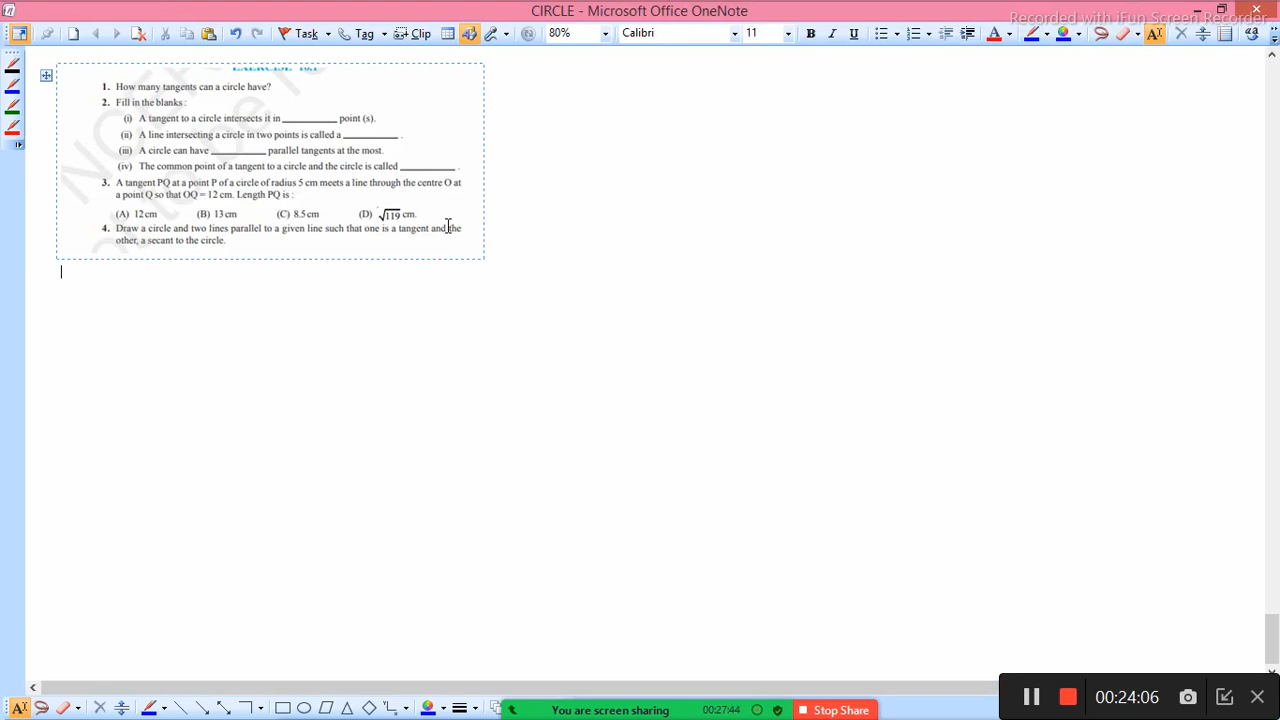 CIRCLE - Microsoft Office OneNote
Recorded with iFun Screen Recorder
Task Tag Clip 80% Calibri 11 B I U
EXERCISE 10.1
1. How many tangents can a circle have?
2. Fill in the blanks :
(i) A tangent to a circle intersects it in __________ point (s).
(ii) A line intersecting a circle in two points is called a __________ .
(iii) A circle can have __________ parallel tangents at the most.
(iv) The common point of a tangent to a circle and the circle is called __________ .
3. A tangent PQ at a point P of a circle of radius 5 cm meets a line through the centre O at
a point Q so that OQ = 12 cm. Length PQ is :
(A) 12 cm (B) 13 cm (C) 8.5 cm (D) √119 cm.
4. Draw a circle and two lines parallel to a given line such that one is a tangent and the
other, a secant to the circle.
00:24:06
You are screen sharing 00:27:44 Stop Share